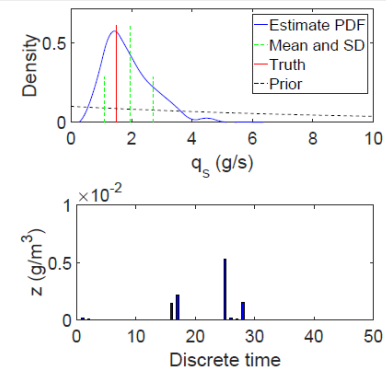 Density
0.5
0
0 2 4 6 8 10
q_S (g/s)
Estimate PDF
Mean and SD
Truth
Prior
×10^-2
z (g/m^3)
1
0.5
0
0 10 20 30 40 50
Discrete time